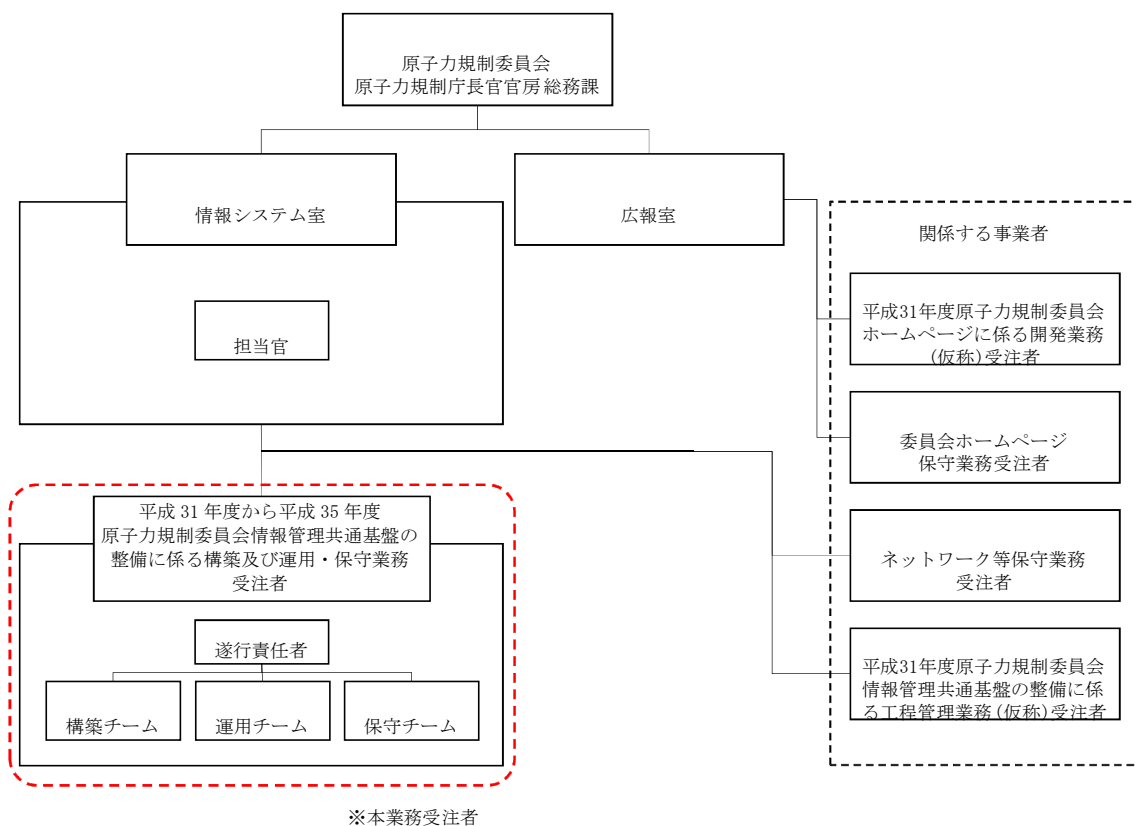 原子力規制委員会
原子力規制庁長官官房総務課
情報システム室
広報室
担当官
関係する事業者
平成31年度原子力規制委員会
ホームページに係る開発業務
(仮称)受注者
委員会ホームページ
保守業務受注者
ネットワーク等保守業務
受注者
平成31年度原子力規制委員会
情報管理共通基盤の整備に係
る工程管理業務(仮称)受注者
平成 31 年度から平成 35 年度
原子力規制委員会情報管理共通基盤の
整備に係る構築及び運用・保守業務
受注者
遂行責任者
構築チーム
運用チーム
保守チーム
※本業務受注者